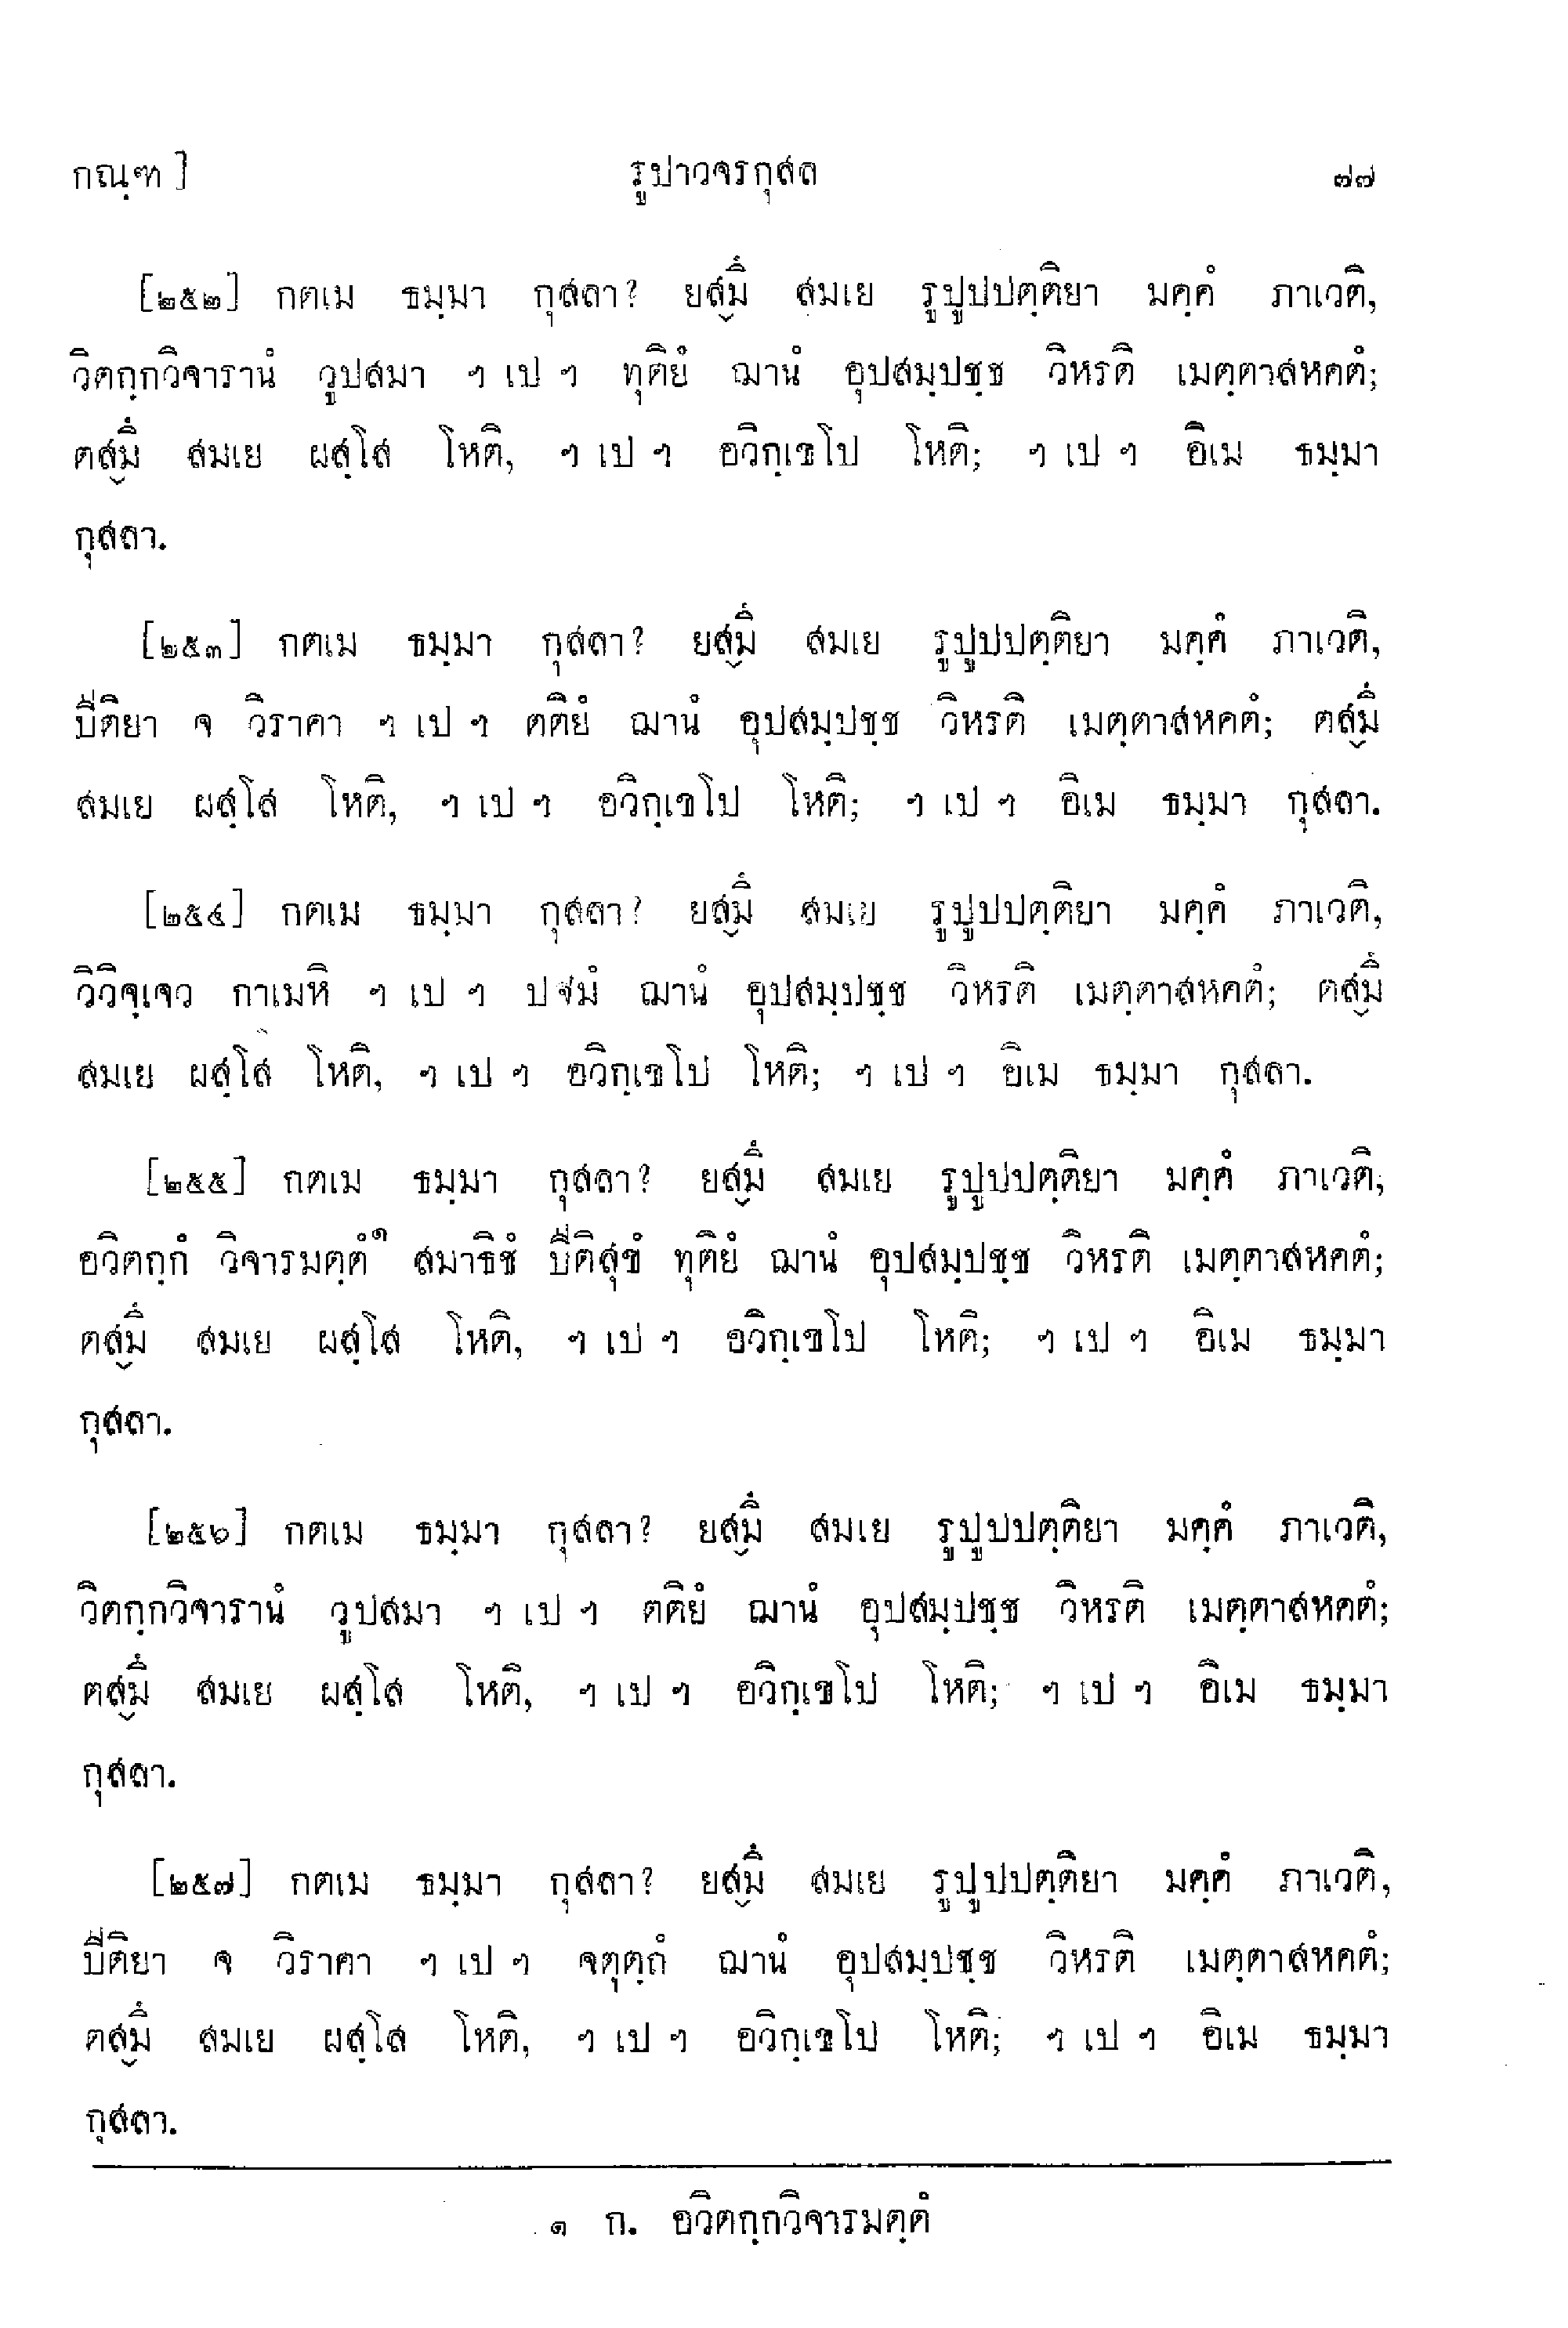 กณฺฑ ] รูปาวจรกุสล ๗๗
[๒๕๒] กตเม ธมฺมา กุสลา? ยสฺมึ สมเย รูปูปปตฺติยา มคฺคํ ภาเวติ,
วิตกฺกวิจารานํ วูปสมา ฯ เป ฯ ทุติยํ ฌานํ อุปสมฺปชฺช วิหรติ เมตฺตาสหคตํ;
ตสฺมึ สมเย ผสฺโส โหติ, ฯ เป ฯ อวิกฺเขโป โหติ; ฯ เป ฯ อิเม ธมฺมา
กุสลา.
[๒๕๓] กตเม ธมฺมา กุสลา? ยสฺมึ สมเย รูปูปปตฺติยา มคฺคํ ภาเวติ,
ปีติยา จ วิราคา ฯ เป ฯ ตติยํ ฌานํ อุปสมฺปชฺช วิหรติ เมตฺตาสหคตํ; ตสฺมึ
สมเย ผสฺโส โหติ, ฯ เป ฯ อวิกฺเขโป โหติ; ฯ เป ฯ อิเม ธมฺมา กุสลา.
[๒๕๔] กตเม ธมฺมา กุสลา? ยสฺมึ สมเย รูปูปปตฺติยา มคฺคํ ภาเวติ,
วิวิจฺเจว กาเมหิ ฯ เป ฯ ปฐมํ ฌานํ อุปสมฺปชฺช วิหรติ เมตฺตาสหคตํ; ตสฺมึ
สมเย ผสฺโส โหติ, ฯ เป ฯ อวิกฺเขโป โหติ; ฯ เป ฯ อิเม ธมฺมา กุสลา.
[๒๕๕] กตเม ธมฺมา กุสลา? ยสฺมึ สมเย รูปูปปตฺติยา มคฺคํ ภาเวติ,
อวิตกฺกํ วิจารมตฺตํ๑ สมาธิชํ ปีติสุขํ ทุติยํ ฌานํ อุปสมฺปชฺช วิหรติ เมตฺตาสหคตํ;
ตสฺมึ สมเย ผสฺโส โหติ, ฯ เป ฯ อวิกฺเขโป โหติ; ฯ เป ฯ อิเม ธมฺมา
กุสลา.
[๒๕๖] กตเม ธมฺมา กุสลา? ยสฺมึ สมเย รูปูปปตฺติยา มคฺคํ ภาเวติ,
วิตกฺกวิจารานํ วูปสมา ฯ เป ฯ ตติยํ ฌานํ อุปสมฺปชฺช วิหรติ เมตฺตาสหคตํ;
ตสฺมึ สมเย ผสฺโส โหติ, ฯ เป ฯ อวิกฺเขโป โหติ; ฯ เป ฯ อิเม ธมฺมา
กุสลา.
[๒๕๗] กตเม ธมฺมา กุสลา? ยสฺมึ สมเย รูปูปปตฺติยา มคฺคํ ภาเวติ,
ปีติยา จ วิราคา ฯ เป ฯ จตุตฺถํ ฌานํ อุปสมฺปชฺช วิหรติ เมตฺตาสหคตํ;
ตสฺมึ สมเย ผสฺโส โหติ, ฯ เป ฯ อวิกฺเขโป โหติ; ฯ เป ฯ อิเม ธมฺมา
กุสลา.
๑ ก. อวิตกฺกวิจารมตฺตํ